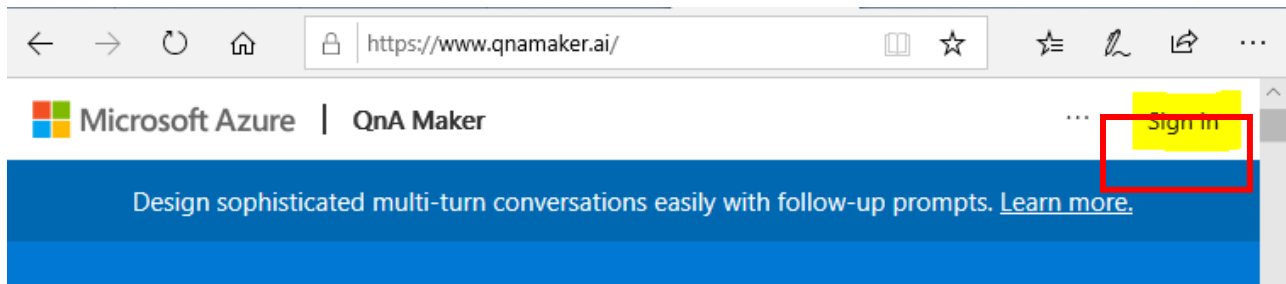 https://www.qnamaker.ai/
Microsoft Azure | QnA Maker ... Sign in
Design sophisticated multi-turn conversations easily with follow-up prompts. Learn more.